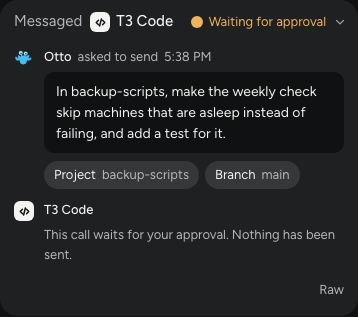 Messaged T3 Code Waiting for approval
Otto asked to send 5:38 PM
In backup-scripts, make the weekly check
skip machines that are asleep instead of
failing, and add a test for it.
Project backup-scripts Branch main
T3 Code
This call waits for your approval. Nothing has been
sent.
Raw